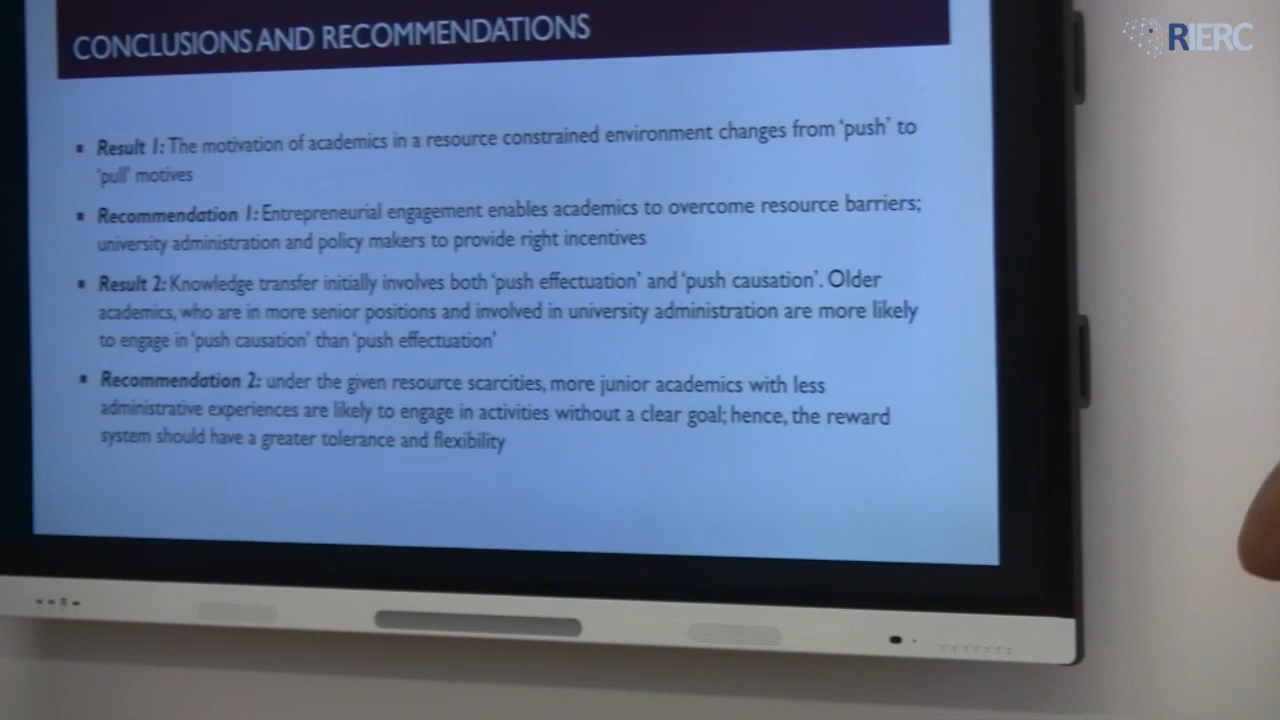 RIERC
CONCLUSIONS AND RECOMMENDATIONS
▪ Result 1: The motivation of academics in a resource constrained environment changes from 'push' to
'pull' motives
▪ Recommendation 1: Entrepreneurial engagement enables academics to overcome resource barriers;
university administration and policy makers to provide right incentives
▪ Result 2: Knowledge transfer initially involves both 'push effectuation' and 'push causation'. Older
academics, who are in more senior positions and involved in university administration are more likely
to engage in 'push causation' than 'push effectuation'
▪ Recommendation 2: under the given resource scarcities, more junior academics with less
administrative experiences are likely to engage in activities without a clear goal; hence, the reward
system should have a greater tolerance and flexibility